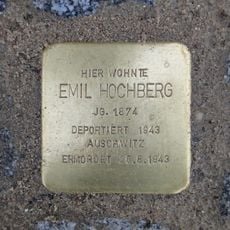 HIER WOHNTE
EMIL HOCHBERG
JG. 1874
DEPORTIERT 1943
AUSCHWITZ
ERMORDET